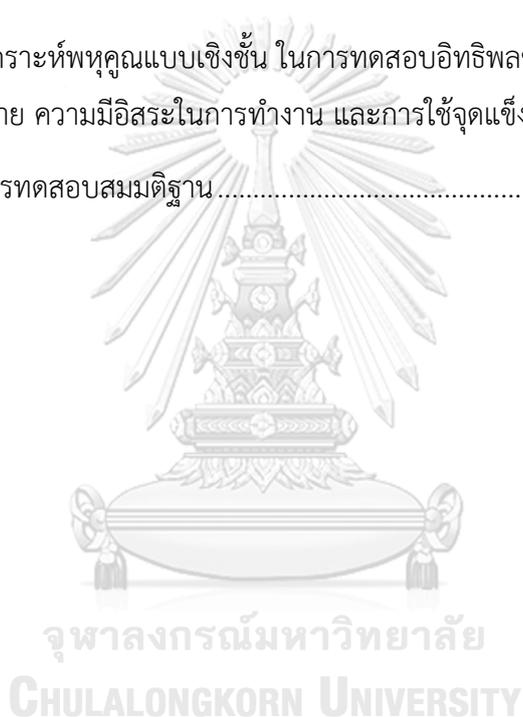 คราะห์พหุคูณแบบเชิงชั้น ในการทดสอบอิทธิพล
าย ความมีอิสระในการทำงาน และการใช้จุดแข็ง
รทดสอบสมมติฐาน ........................................
จุฬาลงกรณ์มหาวิทยาลัย
CHULALONGKORN UNIVERSITY